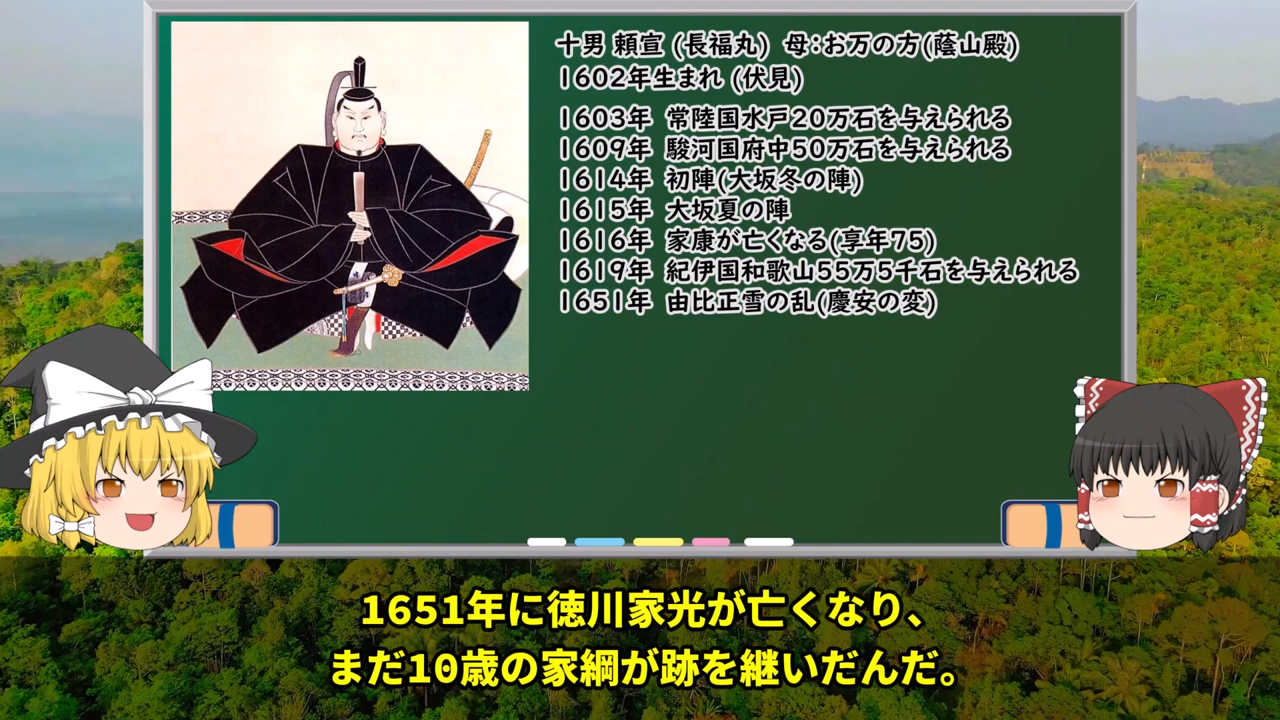 十男 頼宣 (長福丸) 母:お万の方(蔭山殿)
1602年生まれ (伏見)
1603年 常陸国水戸20万石を与えられる
1609年 駿河国府中50万石を与えられる
1614年 初陣(大坂冬の陣)
1615年 大坂夏の陣
1616年 家康が亡くなる(享年75)
1619年 紀伊国和歌山55万5千石を与えられる
1651年 由比正雪の乱(慶安の変)
1651年に徳川家光が亡くなり、
まだ10歳の家綱が跡を継いだんだ。